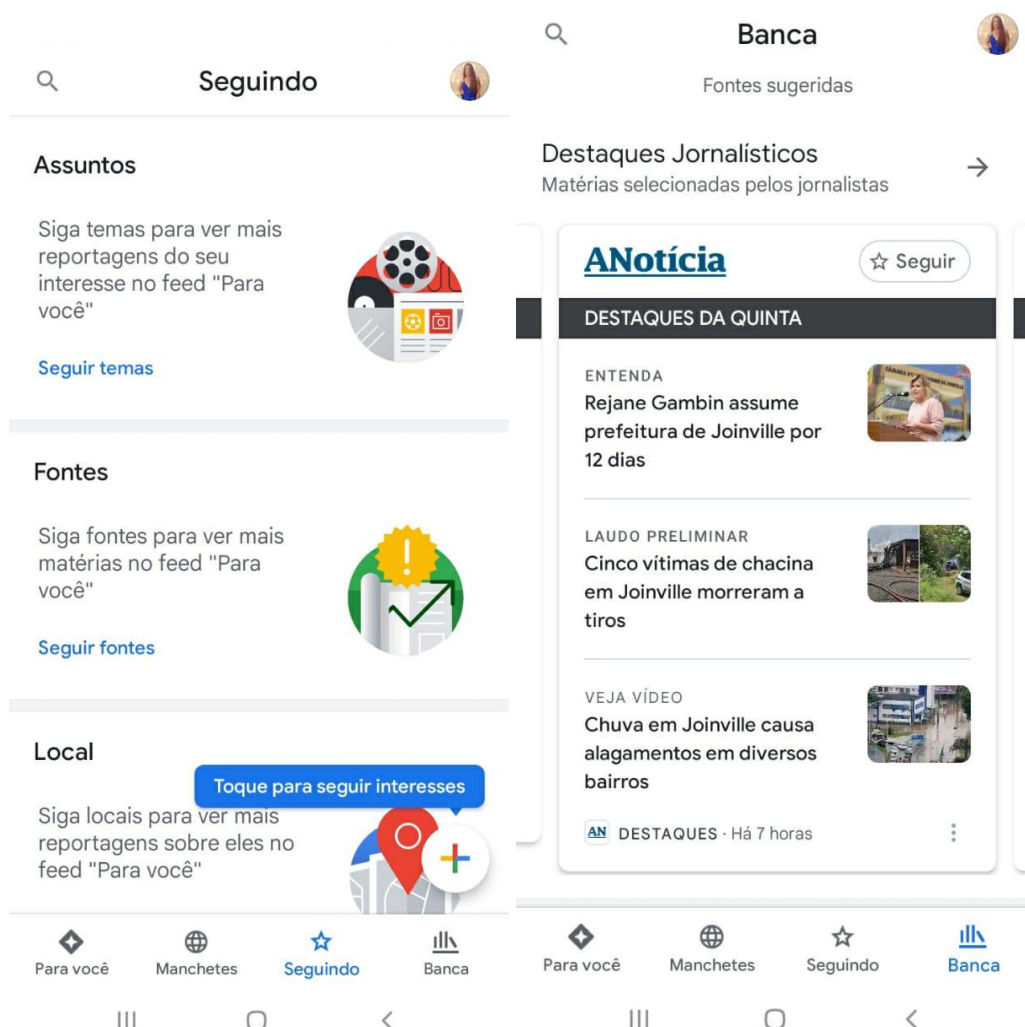 Seguindo
Assuntos
Siga temas para ver mais
reportagens do seu
interesse no feed "Para
você"
Seguir temas
Fontes
Siga fontes para ver mais
matérias no feed "Para
você"
Seguir fontes
Local
Toque para seguir interesses
Siga locais para ver mais
reportagens sobre eles no
feed "Para você"
Para você
Manchetes
Seguindo
Banca
Banca
Fontes sugeridas
Destaques Jornalísticos
Matérias selecionadas pelos jornalistas
ANotícia
Seguir
DESTAQUES DA QUINTA
ENTENDA
Rejane Gambin assume
prefeitura de Joinville por
12 dias
LAUDO PRELIMINAR
Cinco vítimas de chacina
em Joinville morreram a
tiros
VEJA VÍDEO
Chuva em Joinville causa
alagamentos em diversos
bairros
AN DESTAQUES · Há 7 horas
Para você
Manchetes
Seguindo
Banca